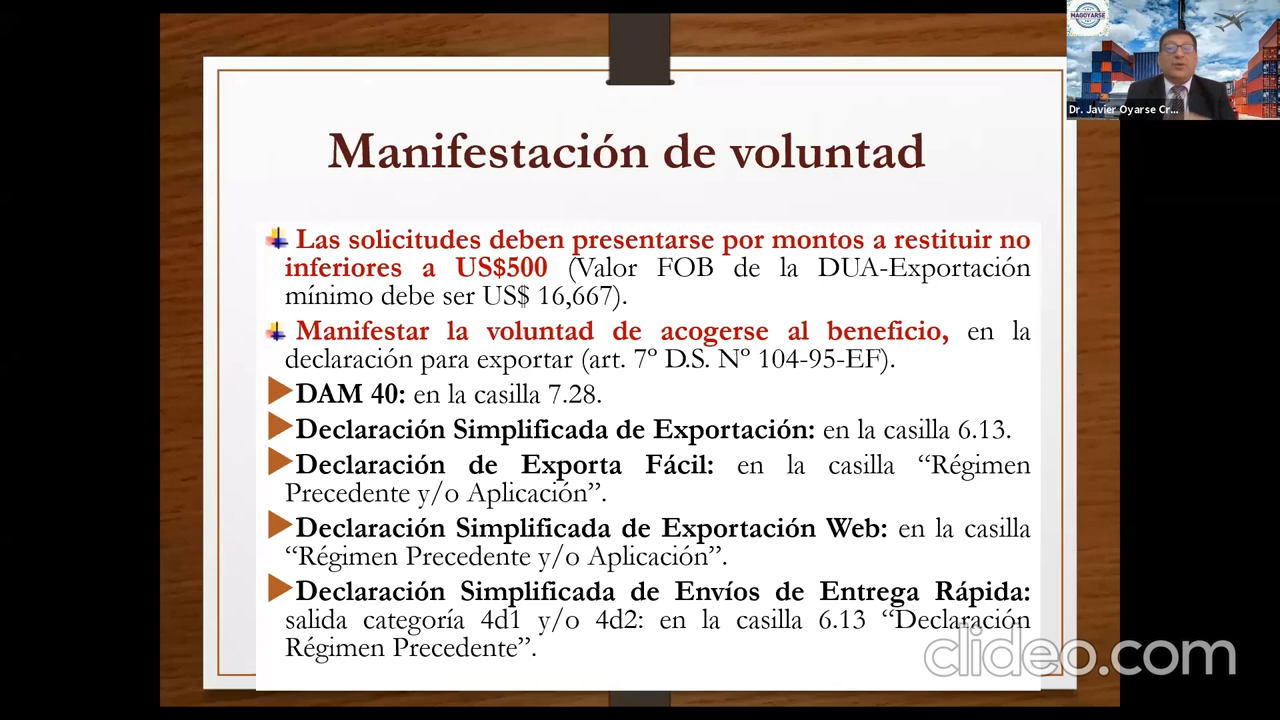 MAGOYARSE
Dr. Javier Oyarse Cr...
Manifestación de voluntad
Las solicitudes deben presentarse por montos a restituir no
inferiores a US$500 (Valor FOB de la DUA-Exportación
mínimo debe ser US$ 16,667).
Manifestar la voluntad de acogerse al beneficio, en la
declaración para exportar (art. 7º D.S. Nº 104-95-EF).
DAM 40: en la casilla 7.28.
Declaración Simplificada de Exportación: en la casilla 6.13.
Declaración de Exporta Fácil: en la casilla “Régimen
Precedente y/o Aplicación”.
Declaración Simplificada de Exportación Web: en la casilla
“Régimen Precedente y/o Aplicación”.
Declaración Simplificada de Envíos de Entrega Rápida:
salida categoría 4d1 y/o 4d2: en la casilla 6.13 “Declaración
Régimen Precedente”.
clideo.com